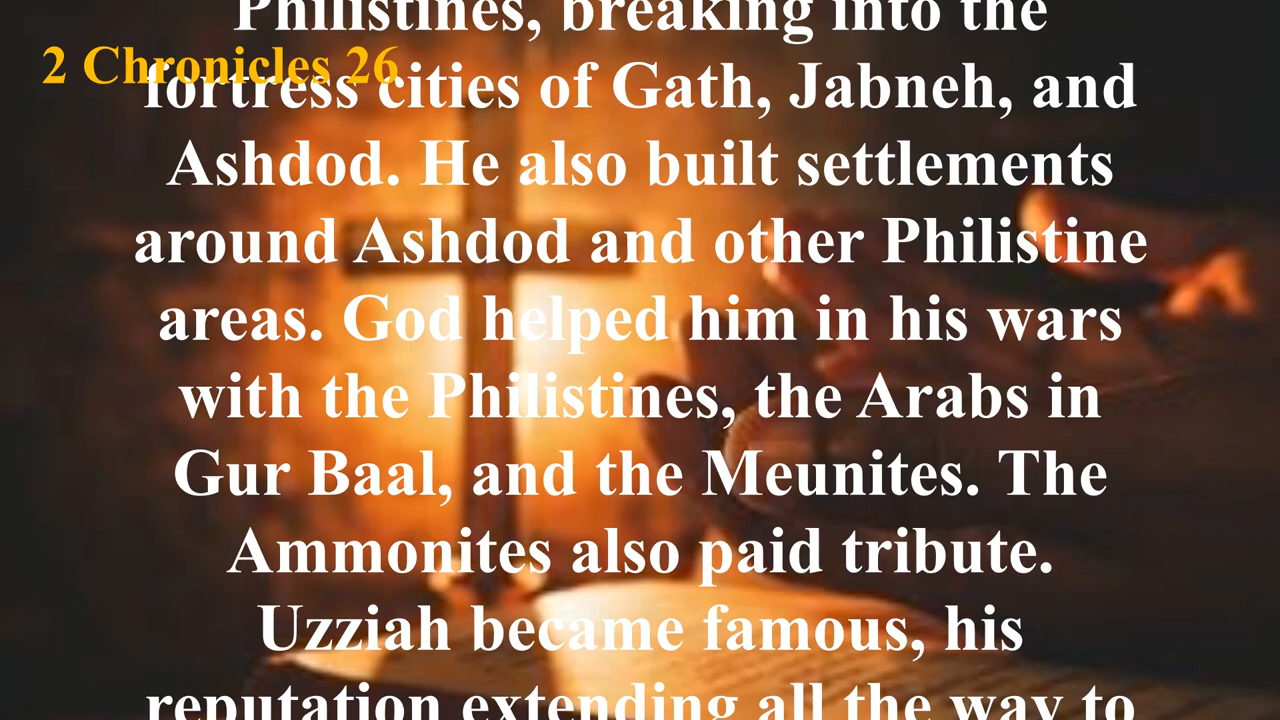 Philistines, breaking into the
2 Chronicles 26
fortress cities of Gath, Jabneh, and
Ashdod. He also built settlements
around Ashdod and other Philistine
areas. God helped him in his wars
with the Philistines, the Arabs in
Gur Baal, and the Meunites. The
Ammonites also paid tribute.
Uzziah became famous, his
reputation extending all the way to